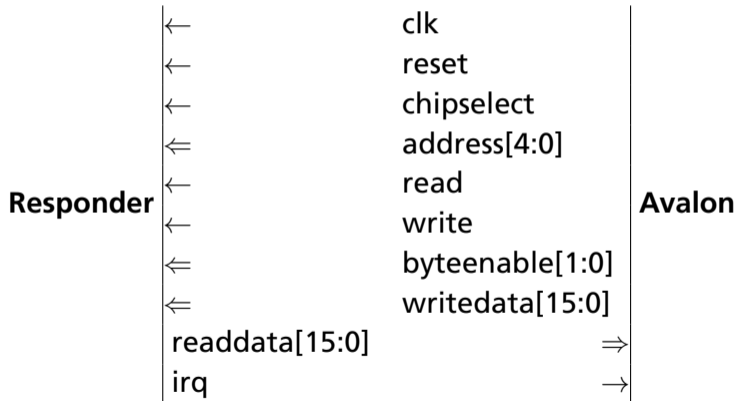 ← clk
← reset
← chipselect
⇐ address[4:0]
← read
Responder Avalon
← write
⇐ byteenable[1:0]
⇐ writedata[15:0]
readdata[15:0] ⇒
irq →